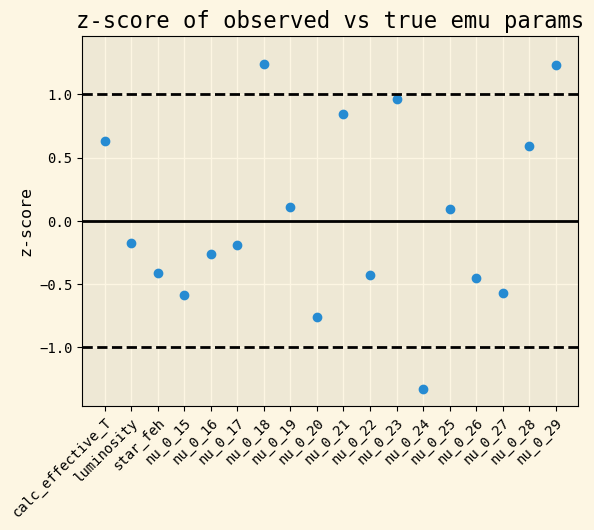 z-score of observed vs true emu params
z-score
1.0
0.5
0.0
−0.5
−1.0
calc_effective_T
luminosity
star_feh
nu_0_15
nu_0_16
nu_0_17
nu_0_18
nu_0_19
nu_0_20
nu_0_21
nu_0_22
nu_0_23
nu_0_24
nu_0_25
nu_0_26
nu_0_27
nu_0_28
nu_0_29